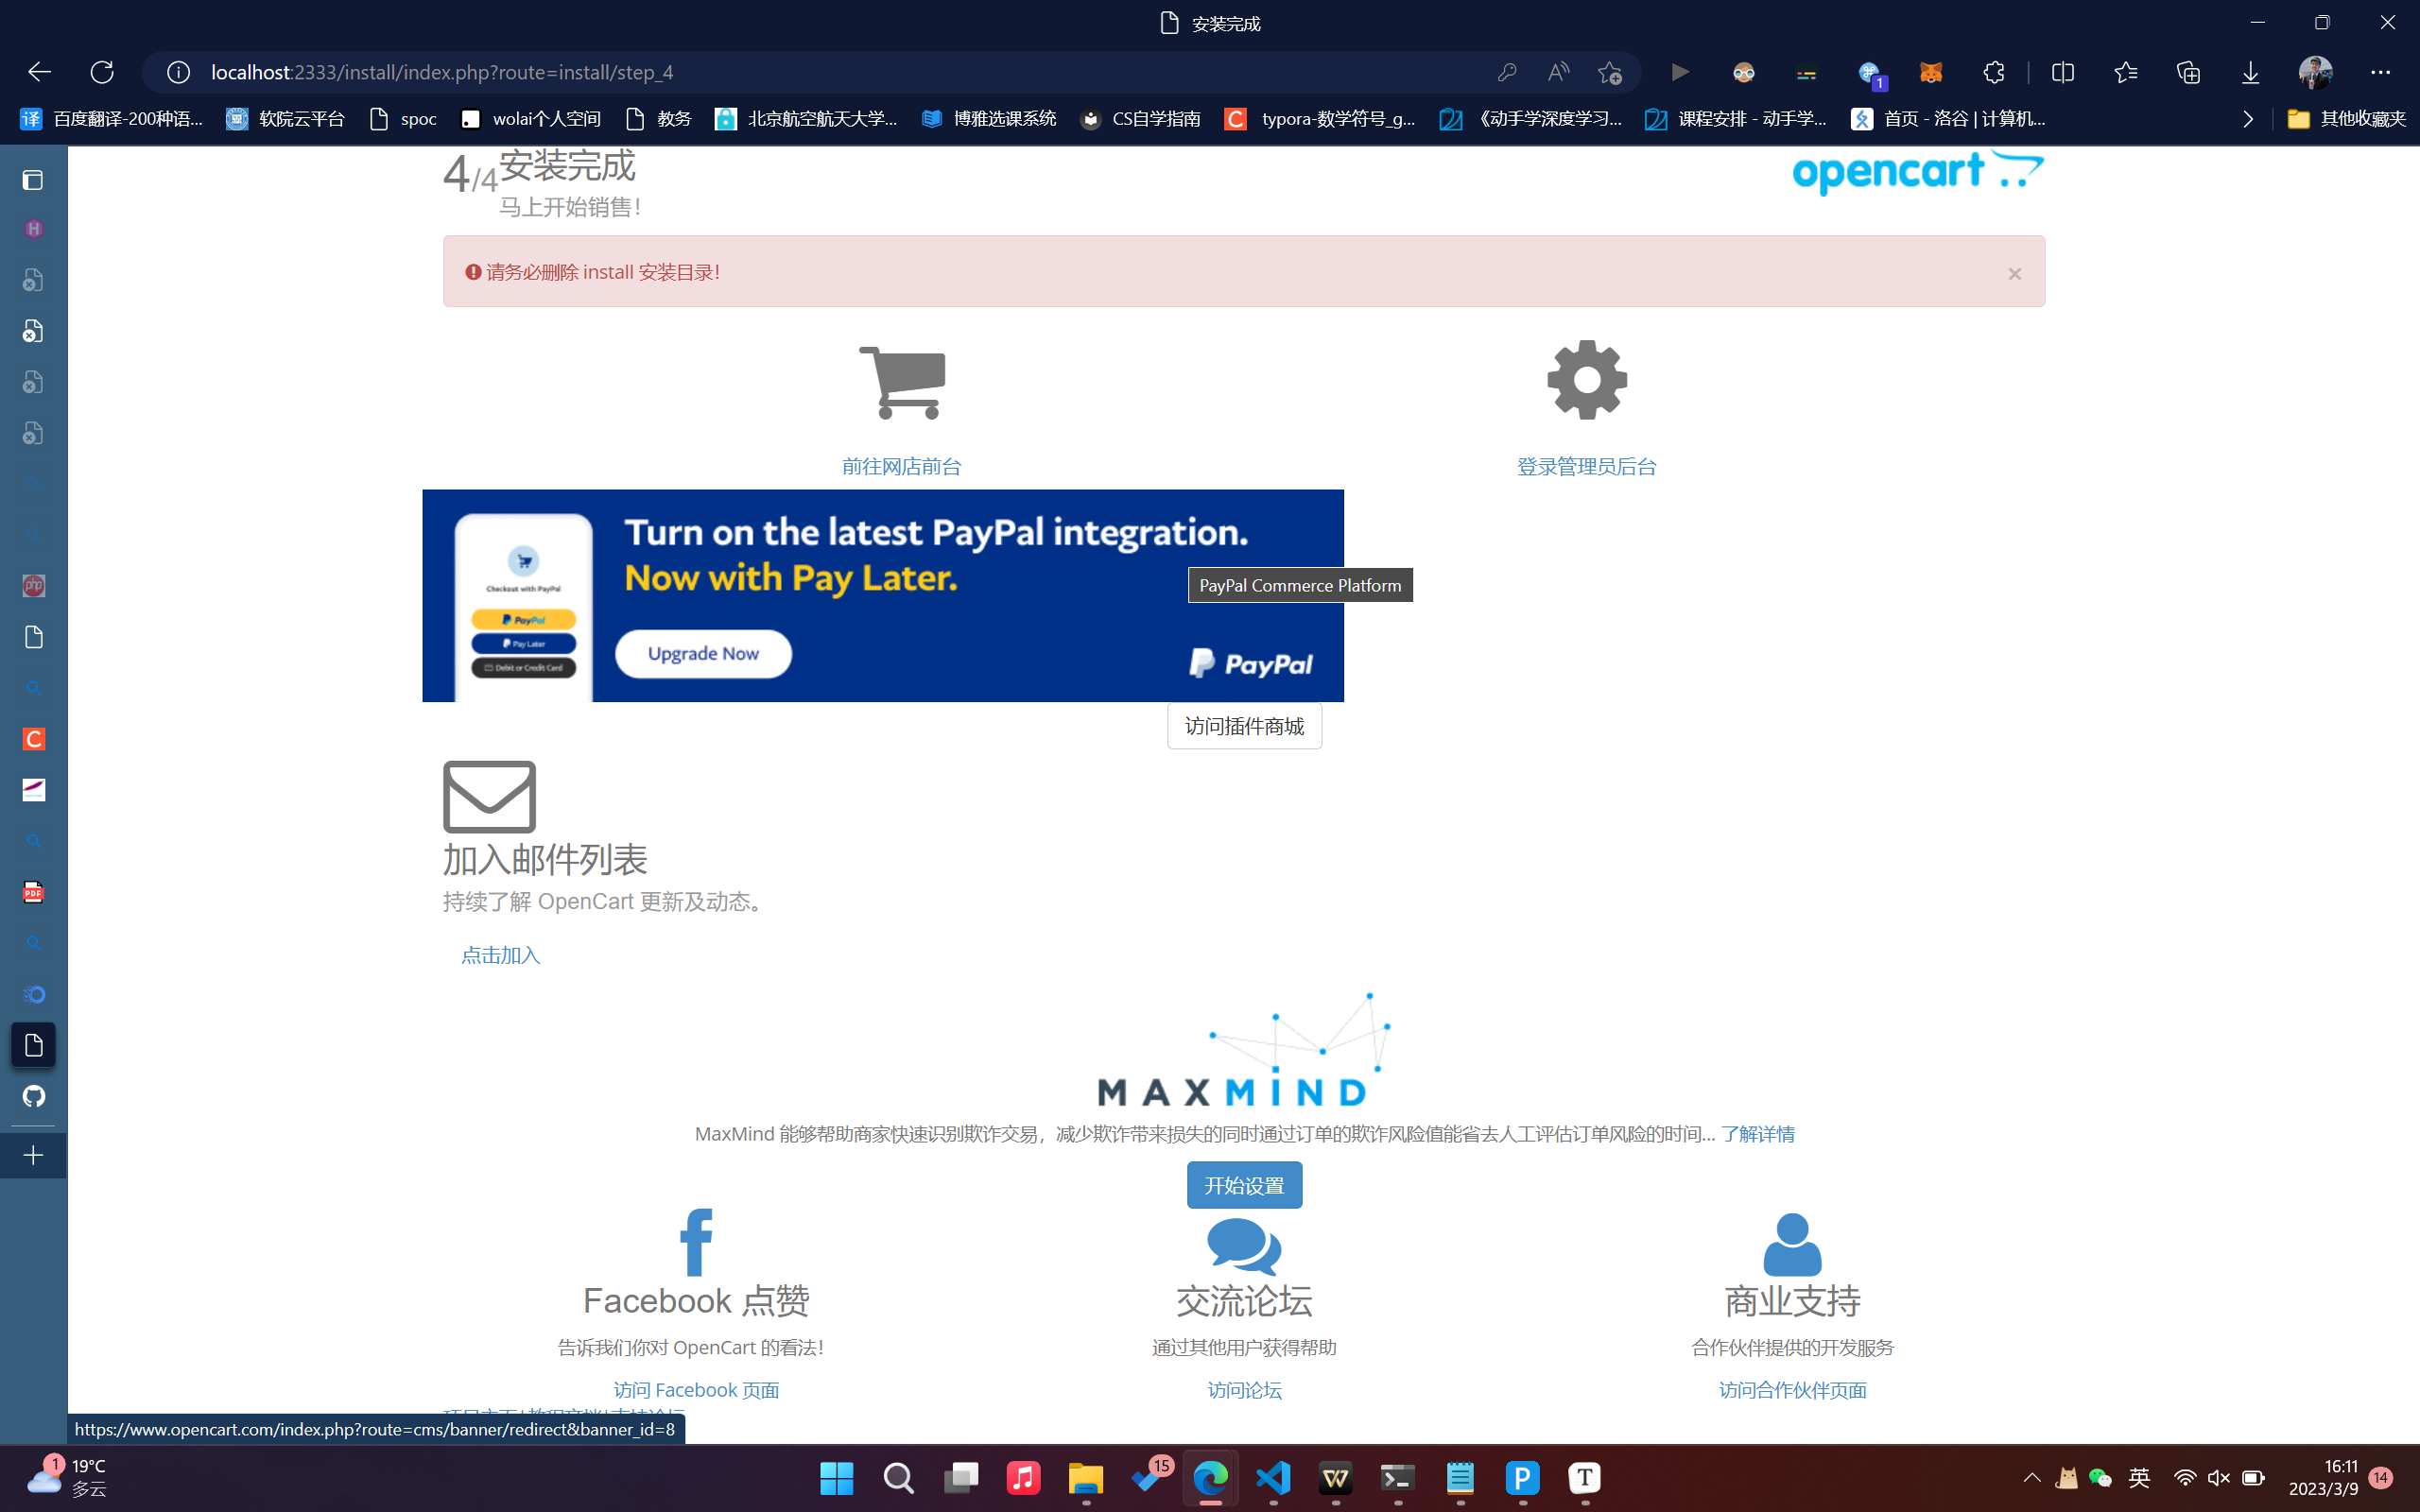 安装完成
localhost:2333/install/index.php?route=install/step_4
1
译 百度翻译-200种语...
软院云平台
spoc
wolai个人空间
教务
北京航空航天大学...
博雅选课系统
CS自学指南
C typora-数学符号_g...
《动手学深度学习...
课程安排 - 动手学...
首页 - 洛谷 | 计算机...
其他收藏夹
4/4 安装完成
马上开始销售！
opencart
请务必删除 install 安装目录！
×
前往网店前台
登录管理员后台
Turn on the latest PayPal integration.
Now with Pay Later.
Checkout with PayPal
PayPal
Pay Later
Debit or Credit Card
Upgrade Now
PayPal
PayPal Commerce Platform
访问插件商城
加入邮件列表
持续了解 OpenCart 更新及动态。
点击加入
MAXMIND
MaxMind 能够帮助商家快速识别欺诈交易，减少欺诈带来损失的同时通过订单的欺诈风险值能省去人工评估订单风险的时间... 了解详情
开始设置
Facebook 点赞
告诉我们你对 OpenCart 的看法！
访问 Facebook 页面
交流论坛
通过其他用户获得帮助
访问论坛
商业支持
合作伙伴提供的开发服务
访问合作伙伴页面
https://www.opencart.com/index.php?route=cms/banner/redirect&banner_id=8
H
php
C
PDF
1
19°C
多云
15
P
T
英
16:11
2023/3/9
14